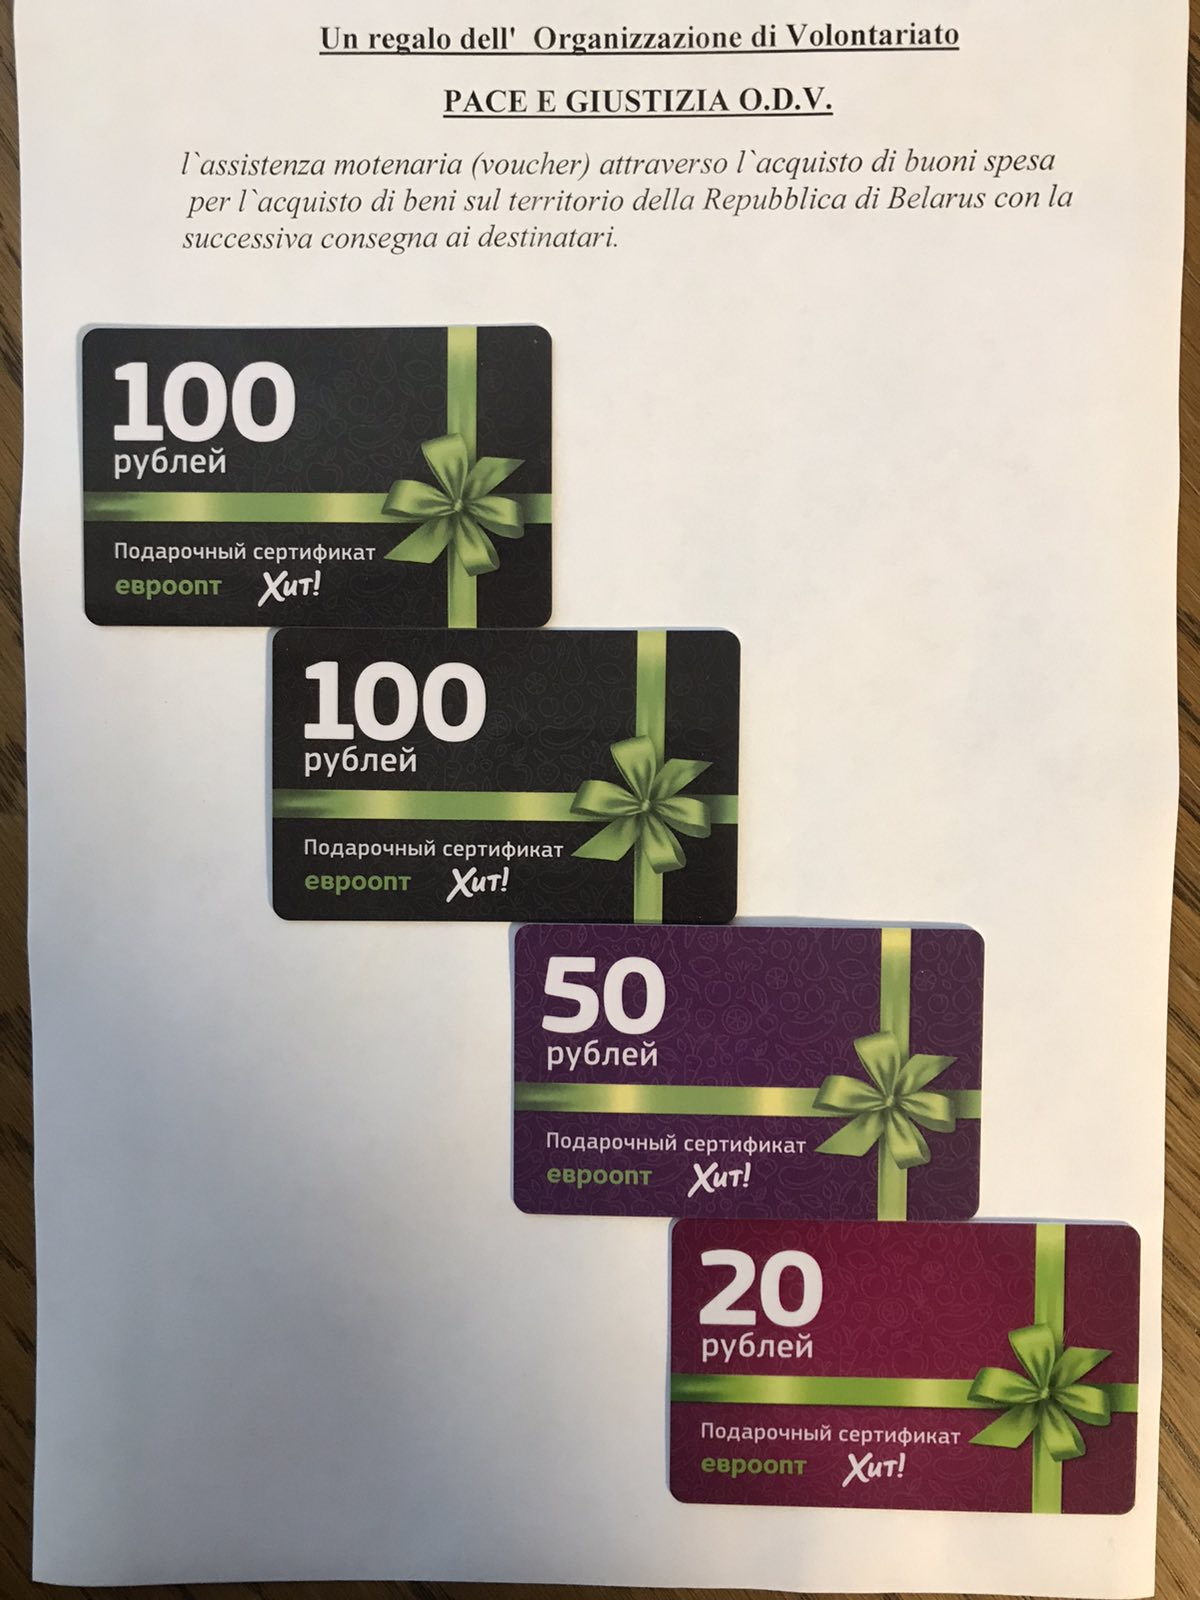 Un regalo dell' Organizzazione di Volontariato
PACE E GIUSTIZIA O.D.V.
l`assistenza motenaria (voucher) attraverso l`acquisto di buoni spesa
per l`acquisto di beni sul territorio della Repubblica di Belarus con la
successiva consegna ai destinatari.
100
рублей
Подарочный сертификат
евроопт Хит!
100
рублей
Подарочный сертификат
евроопт Хит!
50
рублей
Подарочный сертификат
евроопт Хит!
20
рублей
Подарочный сертификат
евроопт Хит!